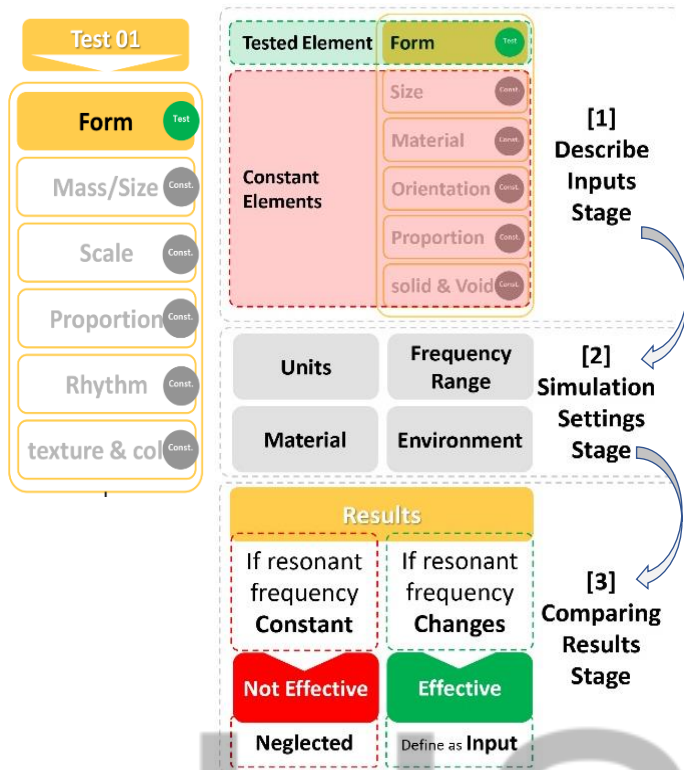 Test 01
Form
Test
Mass/Size
Const.
Scale
Const.
Proportion
Const.
Rhythm
Const.
texture & col
Const.
Tested Element
Form
Test
Constant
Elements
Size
Const.
Material
Const.
Orientation
Const.
Proportion
Const.
solid & Void
Const.
[1]
Describe
Inputs
Stage
Units
Frequency
Range
Material
Environment
[2]
Simulation
Settings
Stage
Results
If resonant
frequency
Constant
Not Effective
Neglected
If resonant
frequency
Changes
Effective
Define as Input
[3]
Comparing
Results
Stage